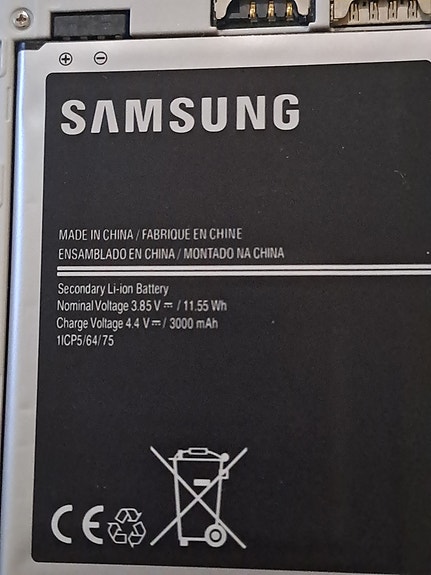 SAMSUNG
MADE IN CHINA / FABRIQUE EN CHINE
ENSAMBLADO EN CHINA / MONTADO NA CHINA
Secondary Li-ion Battery
Nominal Voltage 3.85 V ⎓ / 11.55 Wh
Charge Voltage 4.4 V ⎓ / 3000 mAh
1ICP5/64/75
CE